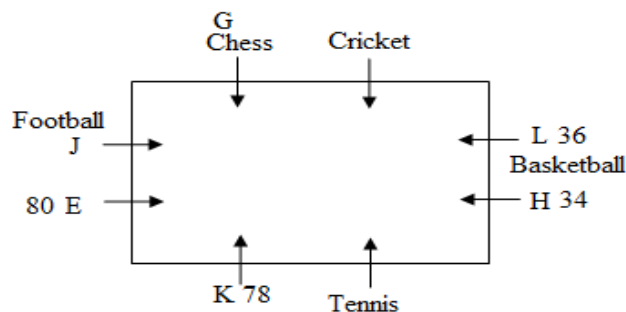 G
Chess
Cricket
Football
J
L 36
Basketball
80 E
H 34
K 78
Tennis